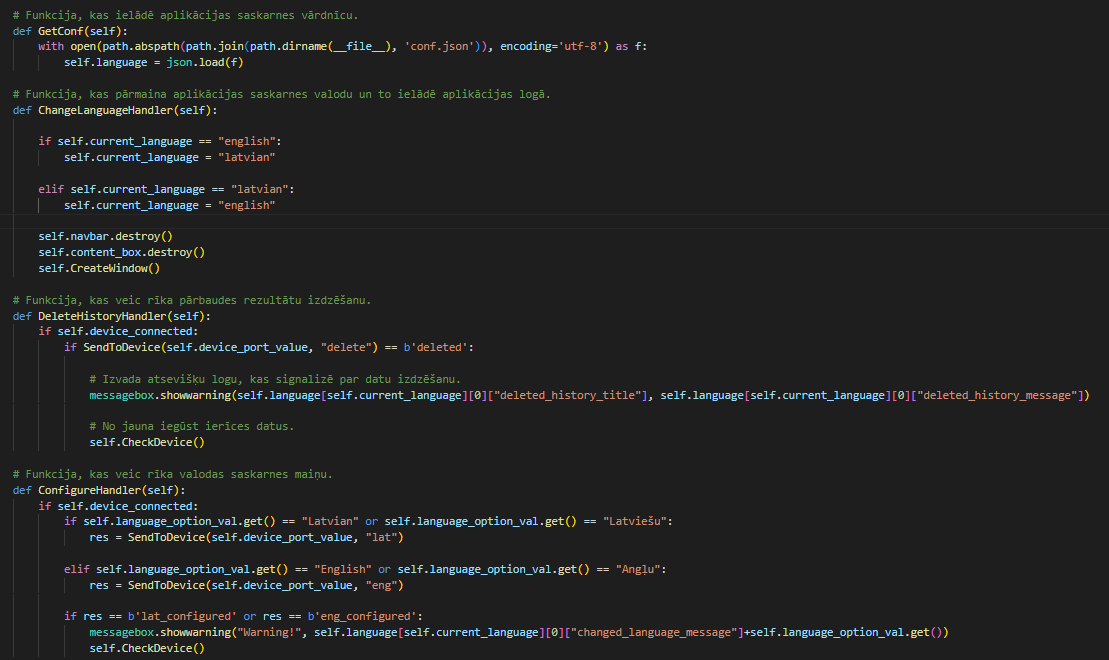 # Funkcija, kas ielādē aplikācijas saskarnes vārdnīcu.
def GetConf(self):
    with open(path.abspath(path.join(path.dirname(__file__), 'conf.json')), encoding='utf-8') as f:
        self.language = json.load(f)

# Funkcija, kas pārmaina aplikācijas saskarnes valodu un to ielādē aplikācijas logā.
def ChangeLanguageHandler(self):

    if self.current_language == "english":
        self.current_language = "latvian"

    elif self.current_language == "latvian":
        self.current_language = "english"

    self.navbar.destroy()
    self.content_box.destroy()
    self.CreateWindow()

# Funkcija, kas veic rīka pārbaudes rezultātu izdzēšanu.
def DeleteHistoryHandler(self):
    if self.device_connected:
        if SendToDevice(self.device_port_value, "delete") == b'deleted':

            # Izvada atsevišķu logu, kas signalizē par datu izdzēšanu.
            messagebox.showwarning(self.language[self.current_language][0]["deleted_history_title"], self.language[self.current_language][0]["deleted_history_message"])

            # No jauna iegūst ierīces datus.
            self.CheckDevice()

# Funkcija, kas veic rīka valodas saskarnes maiņu.
def ConfigureHandler(self):
    if self.device_connected:
        if self.language_option_val.get() == "Latvian" or self.language_option_val.get() == "Latviešu":
            res = SendToDevice(self.device_port_value, "lat")

        elif self.language_option_val.get() == "English" or self.language_option_val.get() == "Angļu":
            res = SendToDevice(self.device_port_value, "eng")

        if res == b'lat_configured' or res == b'eng_configured':
            messagebox.showwarning("Warning!", self.language[self.current_language][0]["changed_language_message"]+self.language_option_val.get())
            self.CheckDevice()